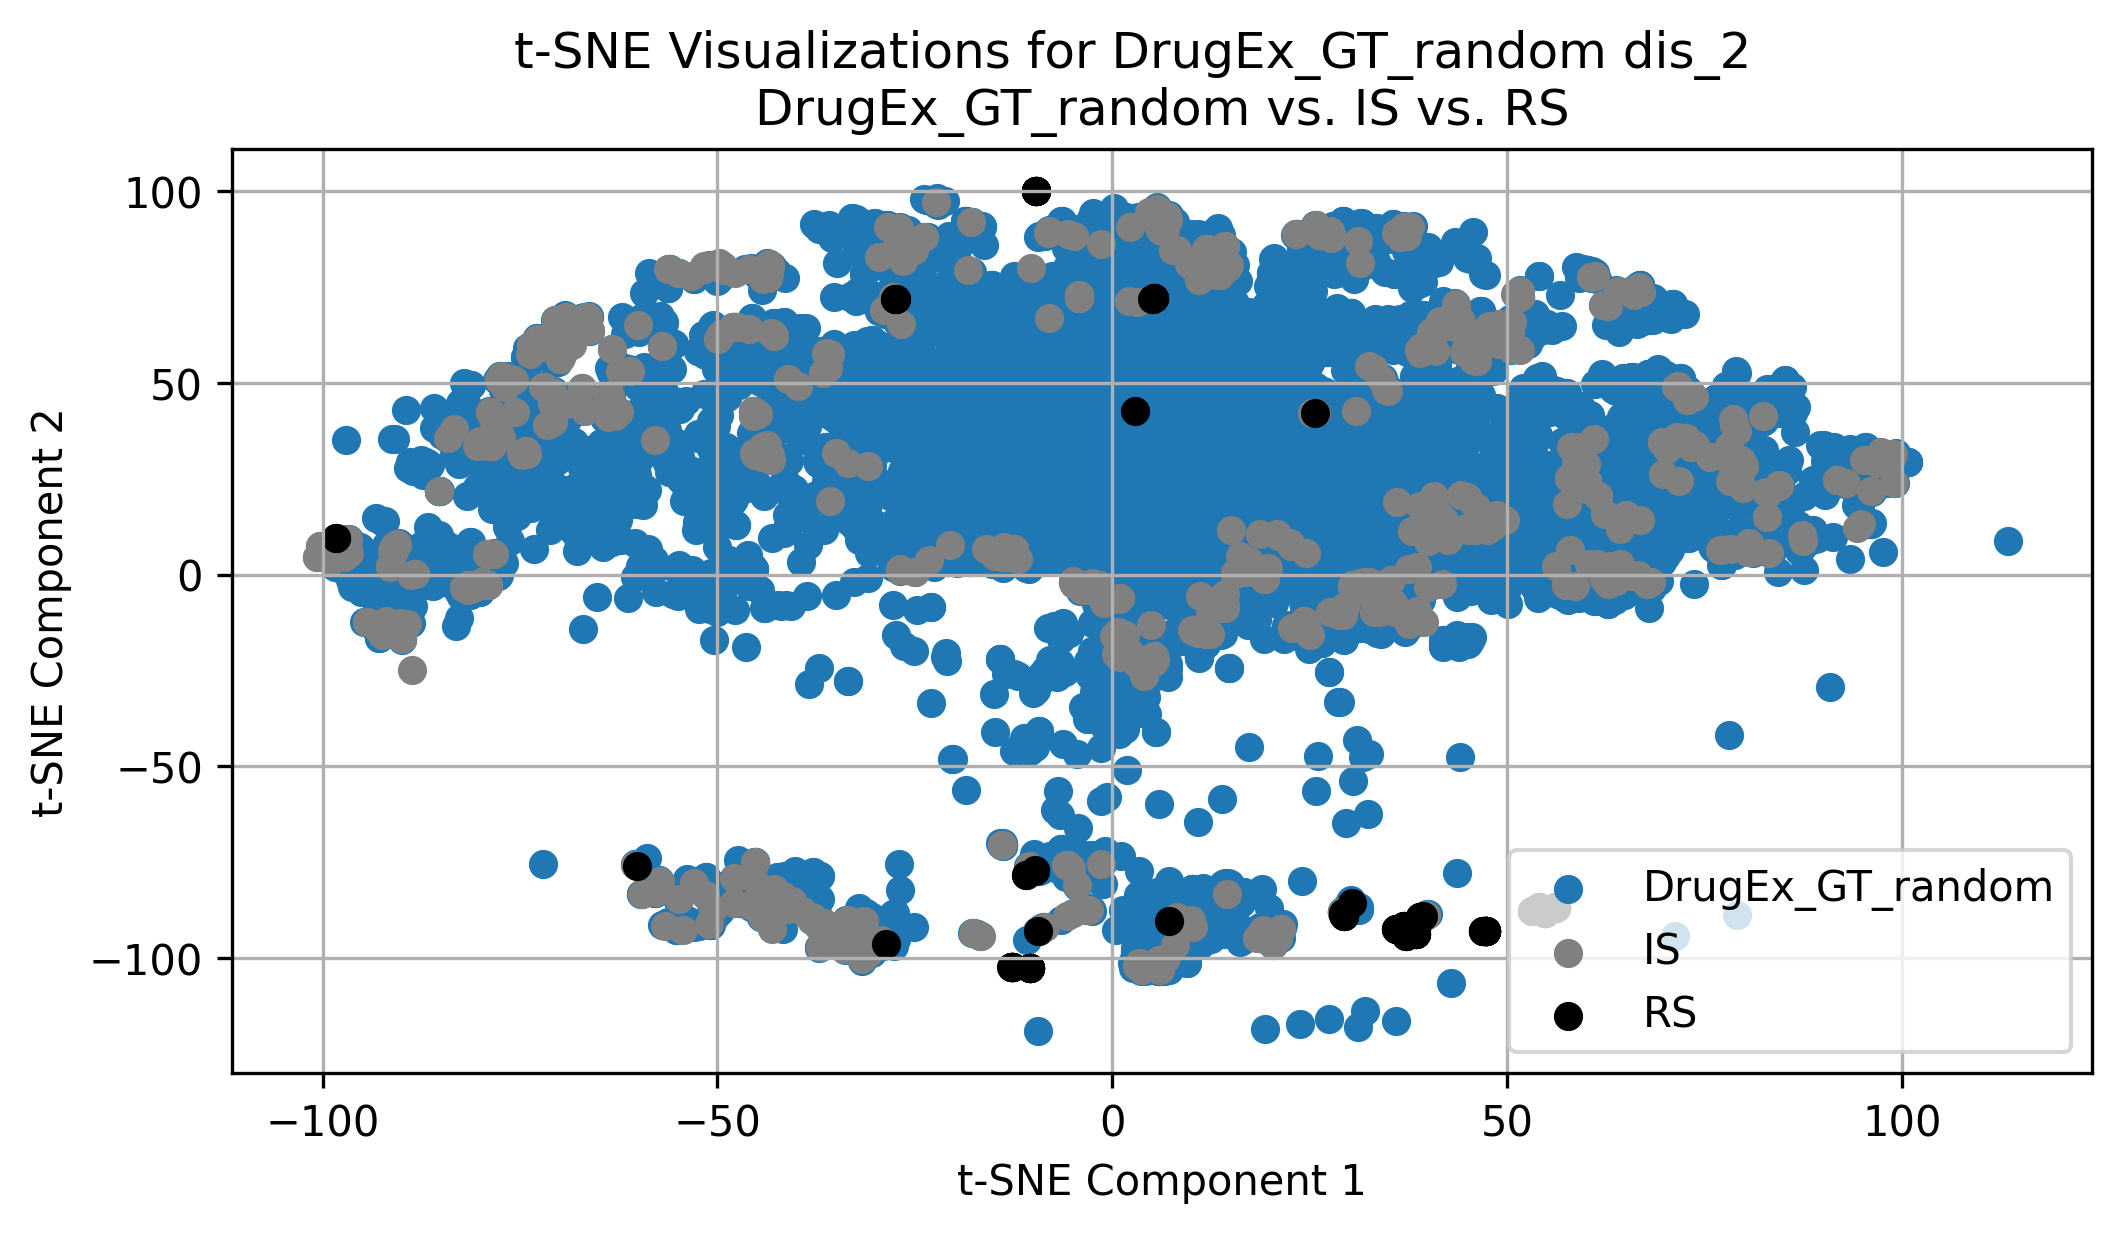 t-SNE Visualizations for DrugEx_GT_random dis_2
DrugEx_GT_random vs. IS vs. RS
100
50
0
−50
−100
t-SNE Component 2
DrugEx_GT_random
IS
RS
−100
−50
0
50
100
t-SNE Component 1